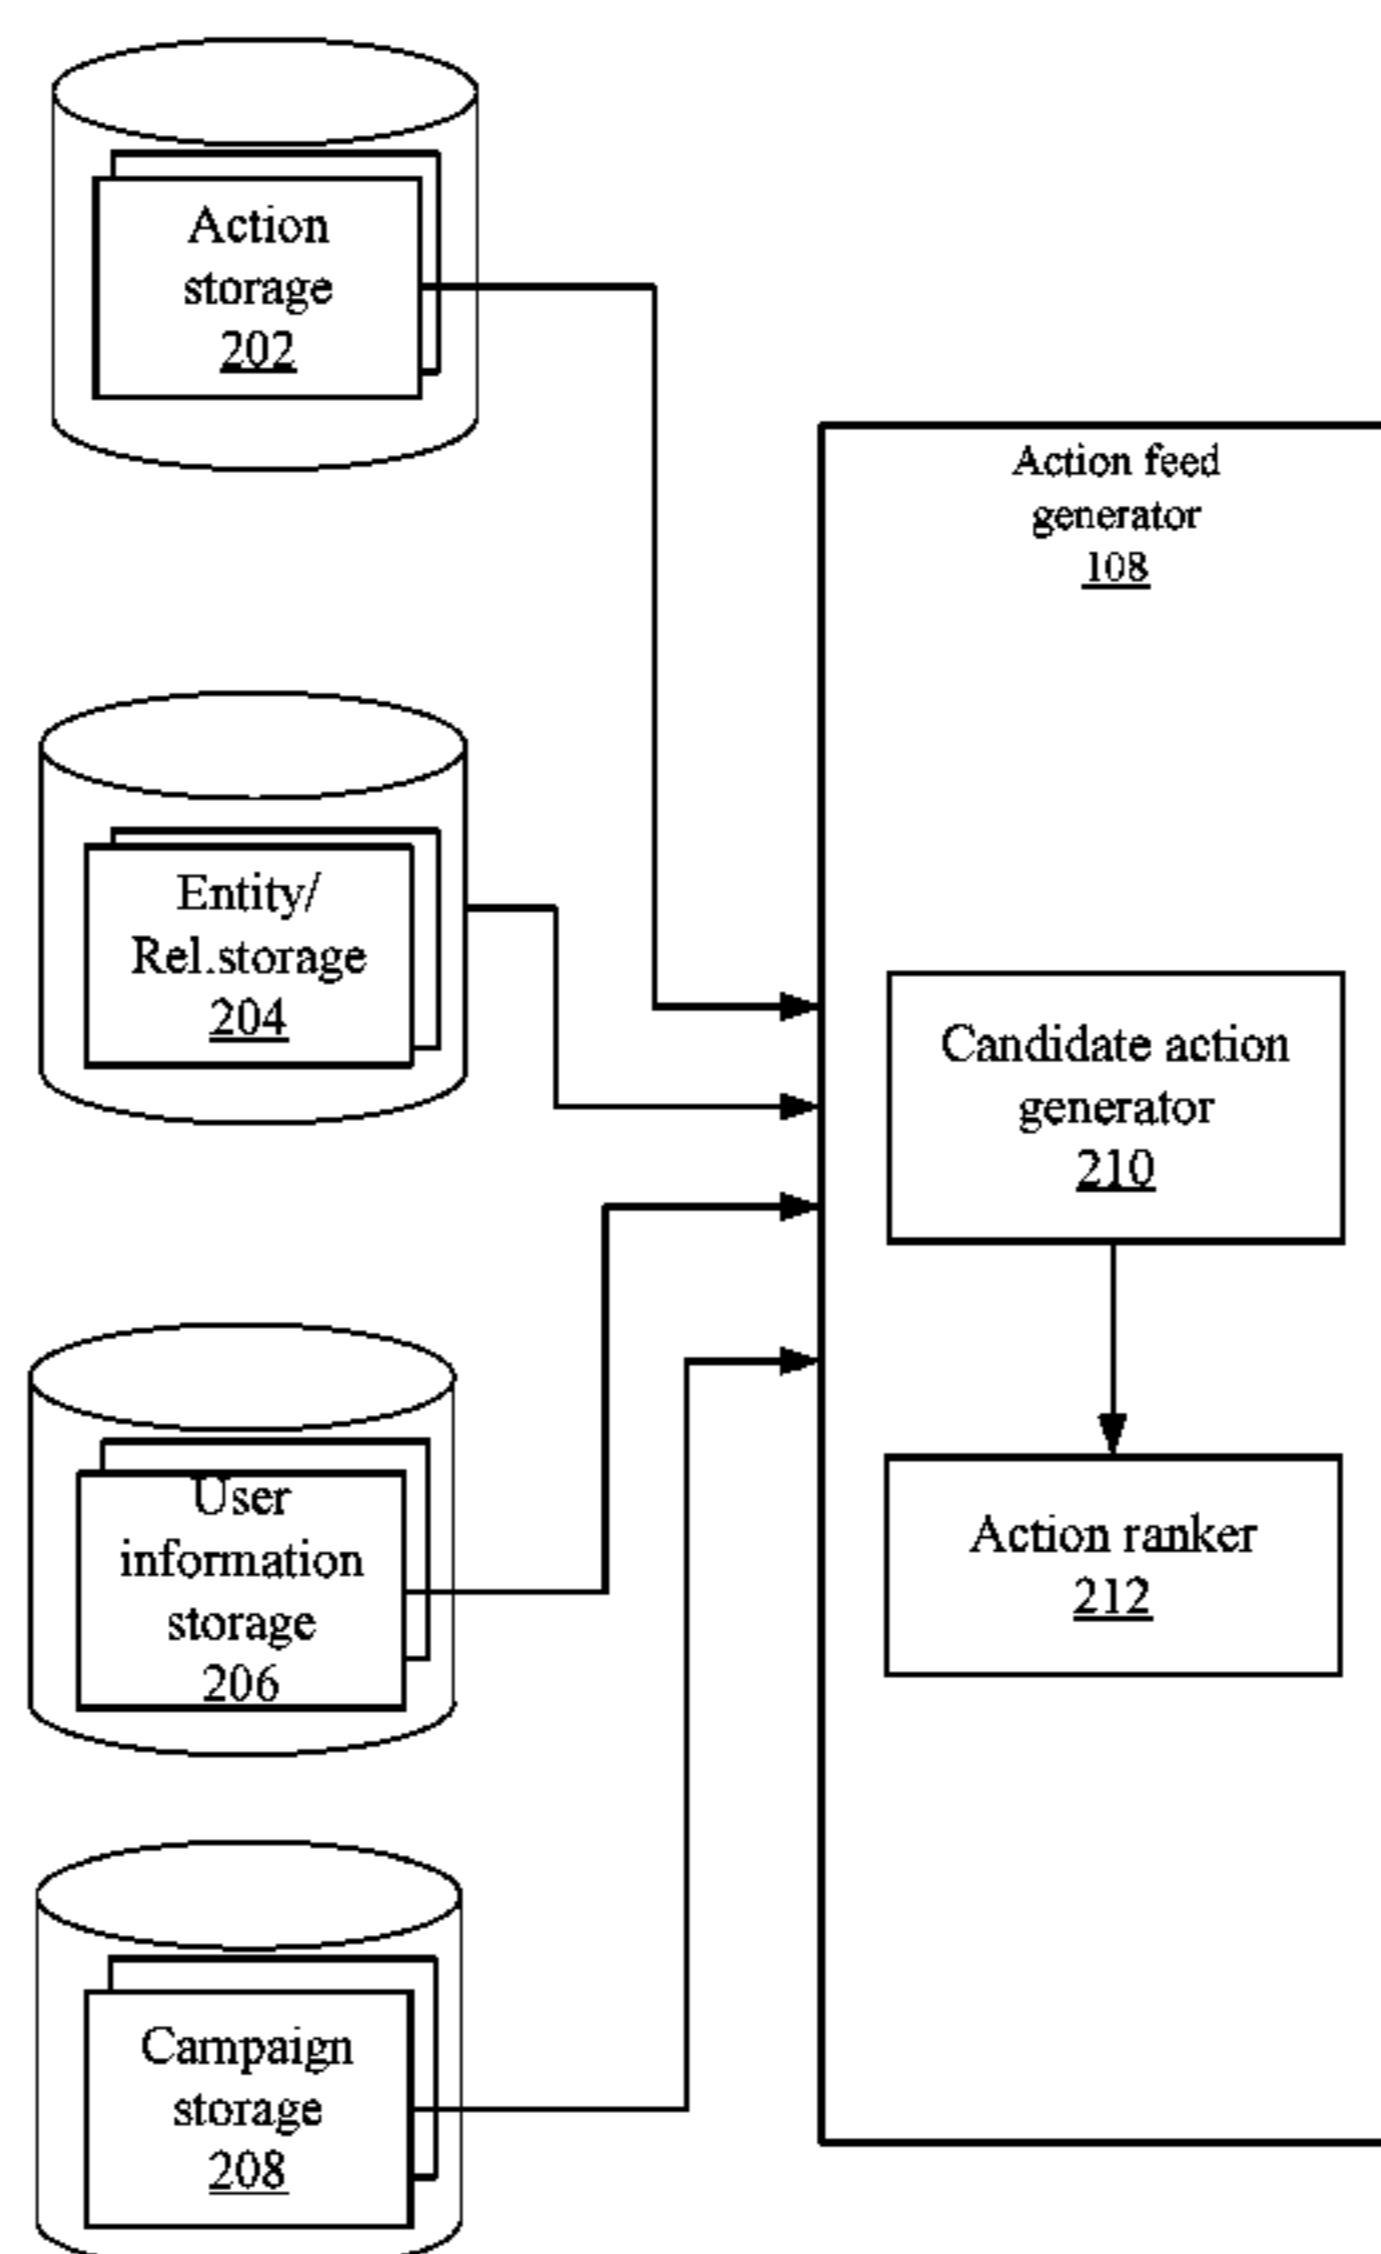 Action
storage
202
Action feed
generator
108
Entity/
Rel.storage
204
Candidate action
generator
210
User
information
storage
206
Action ranker
212
Campaign
storage
208